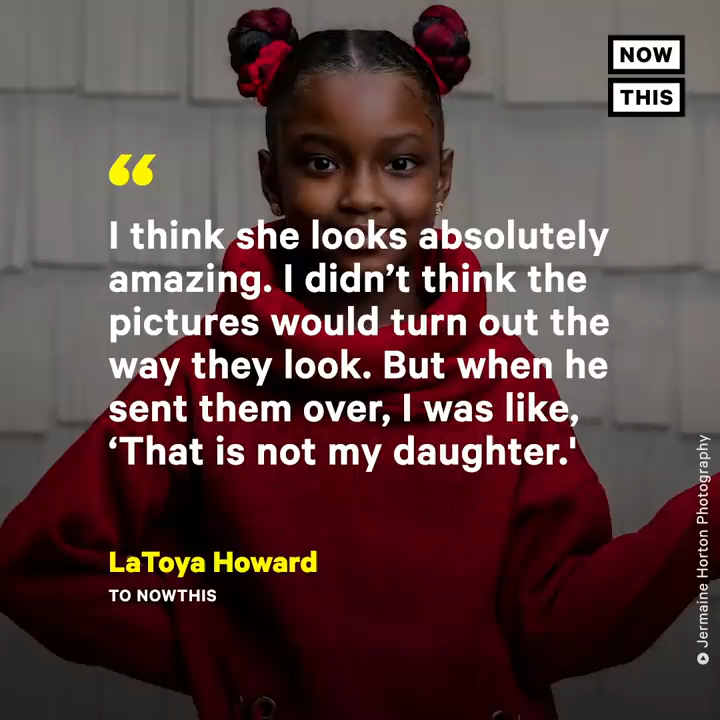 NOW
THIS
“
I think she looks absolutely
amazing. I didn’t think the
pictures would turn out the
way they look. But when he
sent them over, I was like,
‘That is not my daughter.'
LaToya Howard
TO NOWTHIS
Jermaine Horton Photography